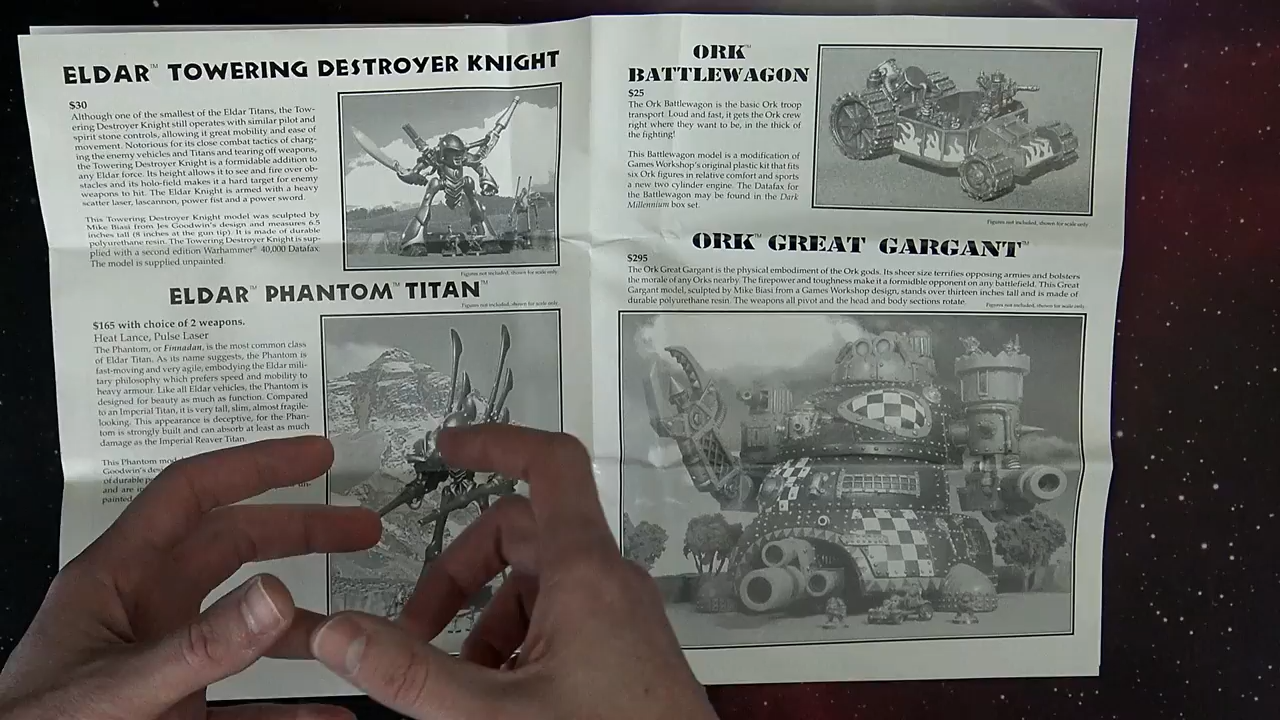 ELDAR™ TOWERING DESTROYER KNIGHT
$30
Although one of the smallest of the Eldar Titans, the Tow-
ering Destroyer Knight still operates with similar pilot and
spirit stone controls, allowing it great mobility and ease of
movement. Notorious for its close combat tactics of charg-
ing the enemy vehicles and Titans and tearing off weapons,
the Towering Destroyer Knight is a formidable addition to
any Eldar force. Its height allows it to see and fire over ob-
stacles and its holo-field makes it a hard target for enemy
weapons to hit. The Eldar Knight is armed with a heavy
scatter laser, lascannon, power fist and a power sword.
This Towering Destroyer Knight model was sculpted by
Mike Biasi from Jes Goodwin's design and measures 6.5
inches tall (8 inches at the gun tip). It is made of durable
polyurethane resin. The Towering Destroyer Knight is sup-
plied with a second edition Warhammer® 40,000 Datafax.
The model is supplied unpainted.
Figures not included, shown for scale only.
ELDAR™ PHANTOM™ TITAN™
Figures not included, shown for scale only.
$165 with choice of 2 weapons.
Heat Lance, Pulse Laser
The Phantom, or Finnadan, is the most common class
of Eldar Titan. As its name suggests, the Phantom is
fast-moving and very agile, embodying the Eldar mili-
tary philosophy which prefers speed and mobility to
heavy armour. Like all Eldar vehicles, the Phantom is
designed for beauty as much as function. Compared
to an Imperial Titan, it is very tall, slim, almost fragile-
looking. This appearance is deceptive, for the Phan-
tom is strongly built and can absorb at least as much
damage as the Imperial Reaver Titan.
This Phantom
Goodwin's
of durable
and are
painted
ORK™
BATTLEWAGON
$25
The Ork Battlewagon is the basic Ork troop
transport. Loud and fast, it gets the Ork crew
right where they want to be, in the thick of
the fighting!
This Battlewagon model is a modification of
Games Workshop's original plastic kit that fits
six Ork figures in relative comfort and sports
a new two cylinder engine. The Datafax for
the Battlewagon may be found in the Dark
Millennium box set.
Figures not included, shown for scale only.
ORK™ GREAT GARGANT™
$295
The Ork Great Gargant is the physical embodiment of the Ork gods. Its sheer size terrifies opposing armies and bolsters
the morale of any Orks nearby. The firepower and toughness make it a formidable opponent on any battlefield. This Great
Gargant model, sculpted by Mike Biasi from a Games Workshop design, stands over thirteen inches tall and is made of
durable polyurethane resin. The weapons all pivot and the head and body sections rotate.
Figures not included, shown for scale only.